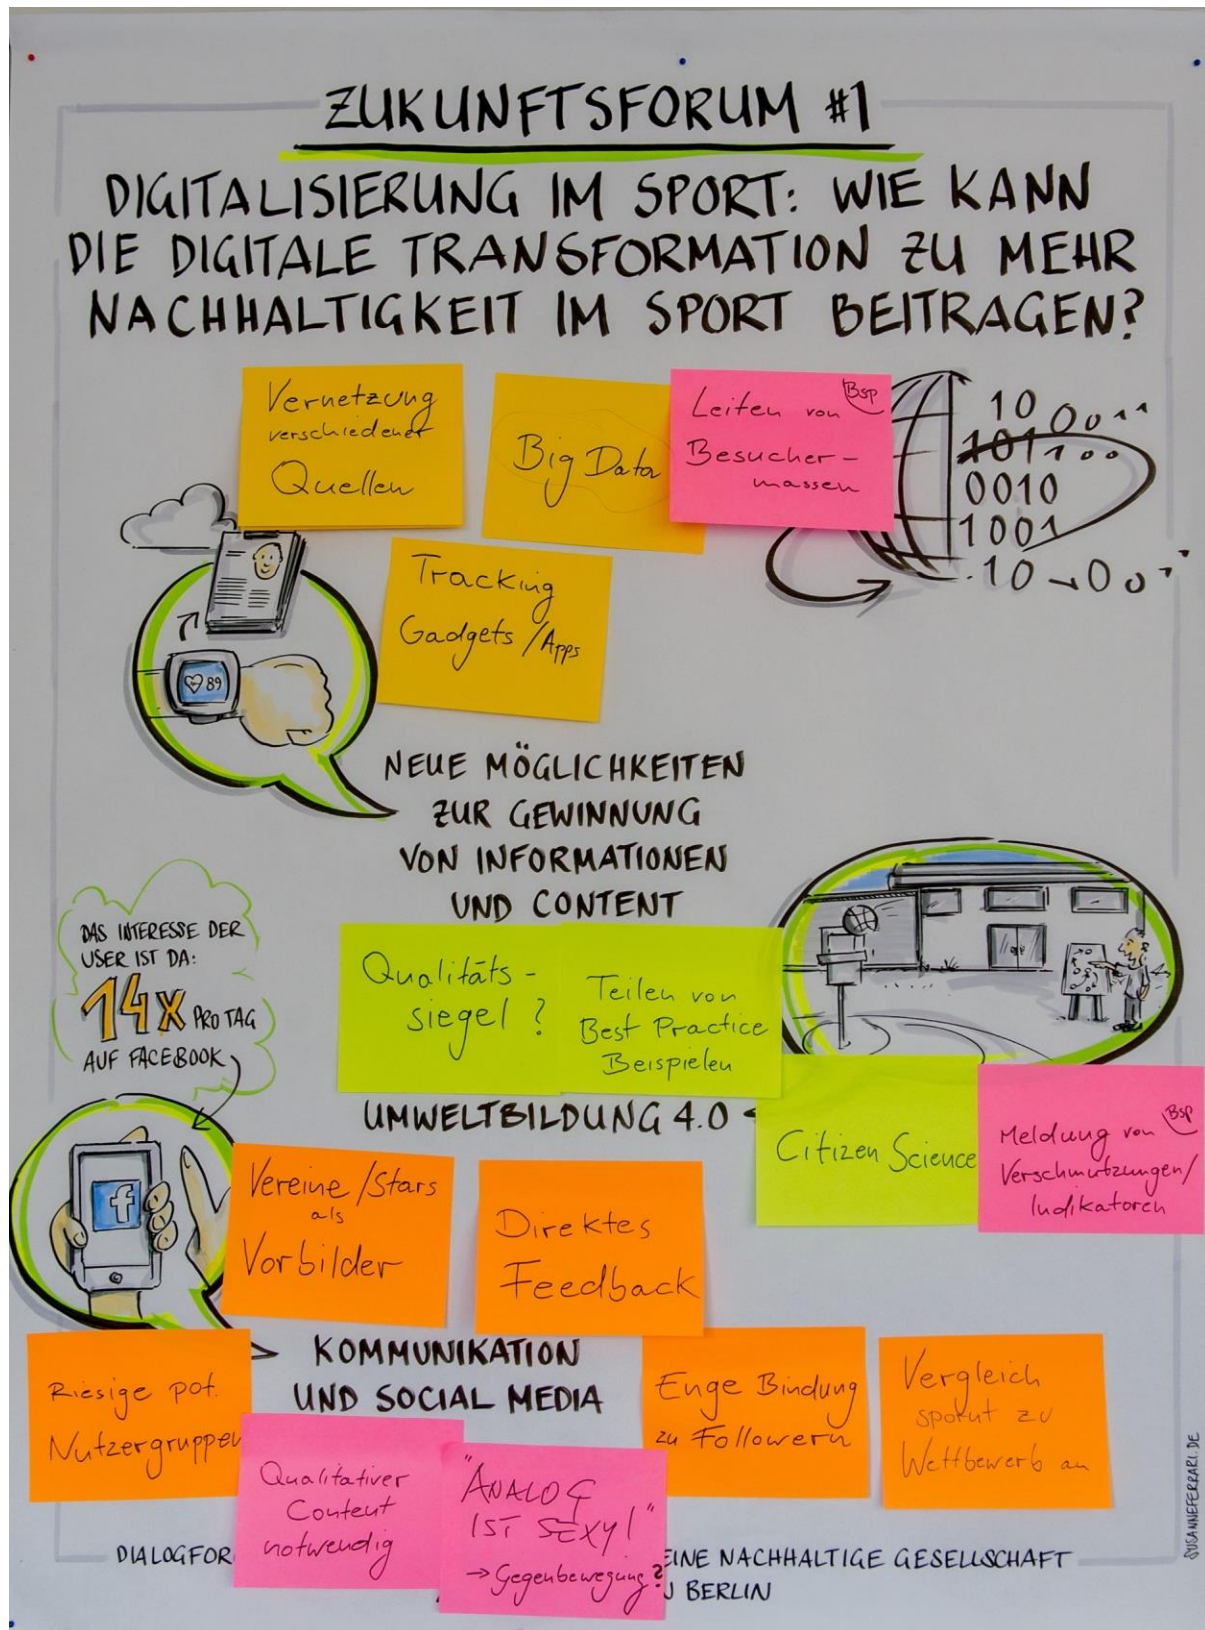 ZUKUNFTSFORUM #1
DIGITALISIERUNG IM SPORT: WIE KANN
DIE DIGITALE TRANSFORMATION ZU MEHR
NACHHALTIGKEIT IM SPORT BEITRAGEN?
Vernetzung
verschiedener
Quellen
Big Data
Leiten von
Besucher-
massen
Bsp
10 00
101100
0010
1001
Tracking
Gadgets / Apps
89
NEUE MÖGLICHKEITEN
ZUR GEWINNUNG
VON INFORMATIONEN
UND CONTENT
DAS INTERESSE DER
USER IST DA:
14X PRO TAG
AUF FACEBOOK
f
Qualitäts-
siegel ?
Teilen von
Best Practice
Beispielen
UMWELTBILDUNG 4.0
Citizen Science
Meldung von
Verschmutzungen/
Indikatoren
Bsp
Vereine / Stars
als
Vorbilder
Direktes
Feedback
KOMMUNIKATION
UND SOCIAL MEDIA
Riesige pot.
Nutzergruppen
Enge Bindung
zu Followern
Vergleich
spornt zu
Wettbewerb an
Qualitativer
Content
notwendig
"ANALOG
IST SEXY!"
→ Gegenbewegung?
DIALOGFOR
EINE NACHHALTIGE GESELLSCHAFT
BERLIN
SUSANNEFERRARI.DE